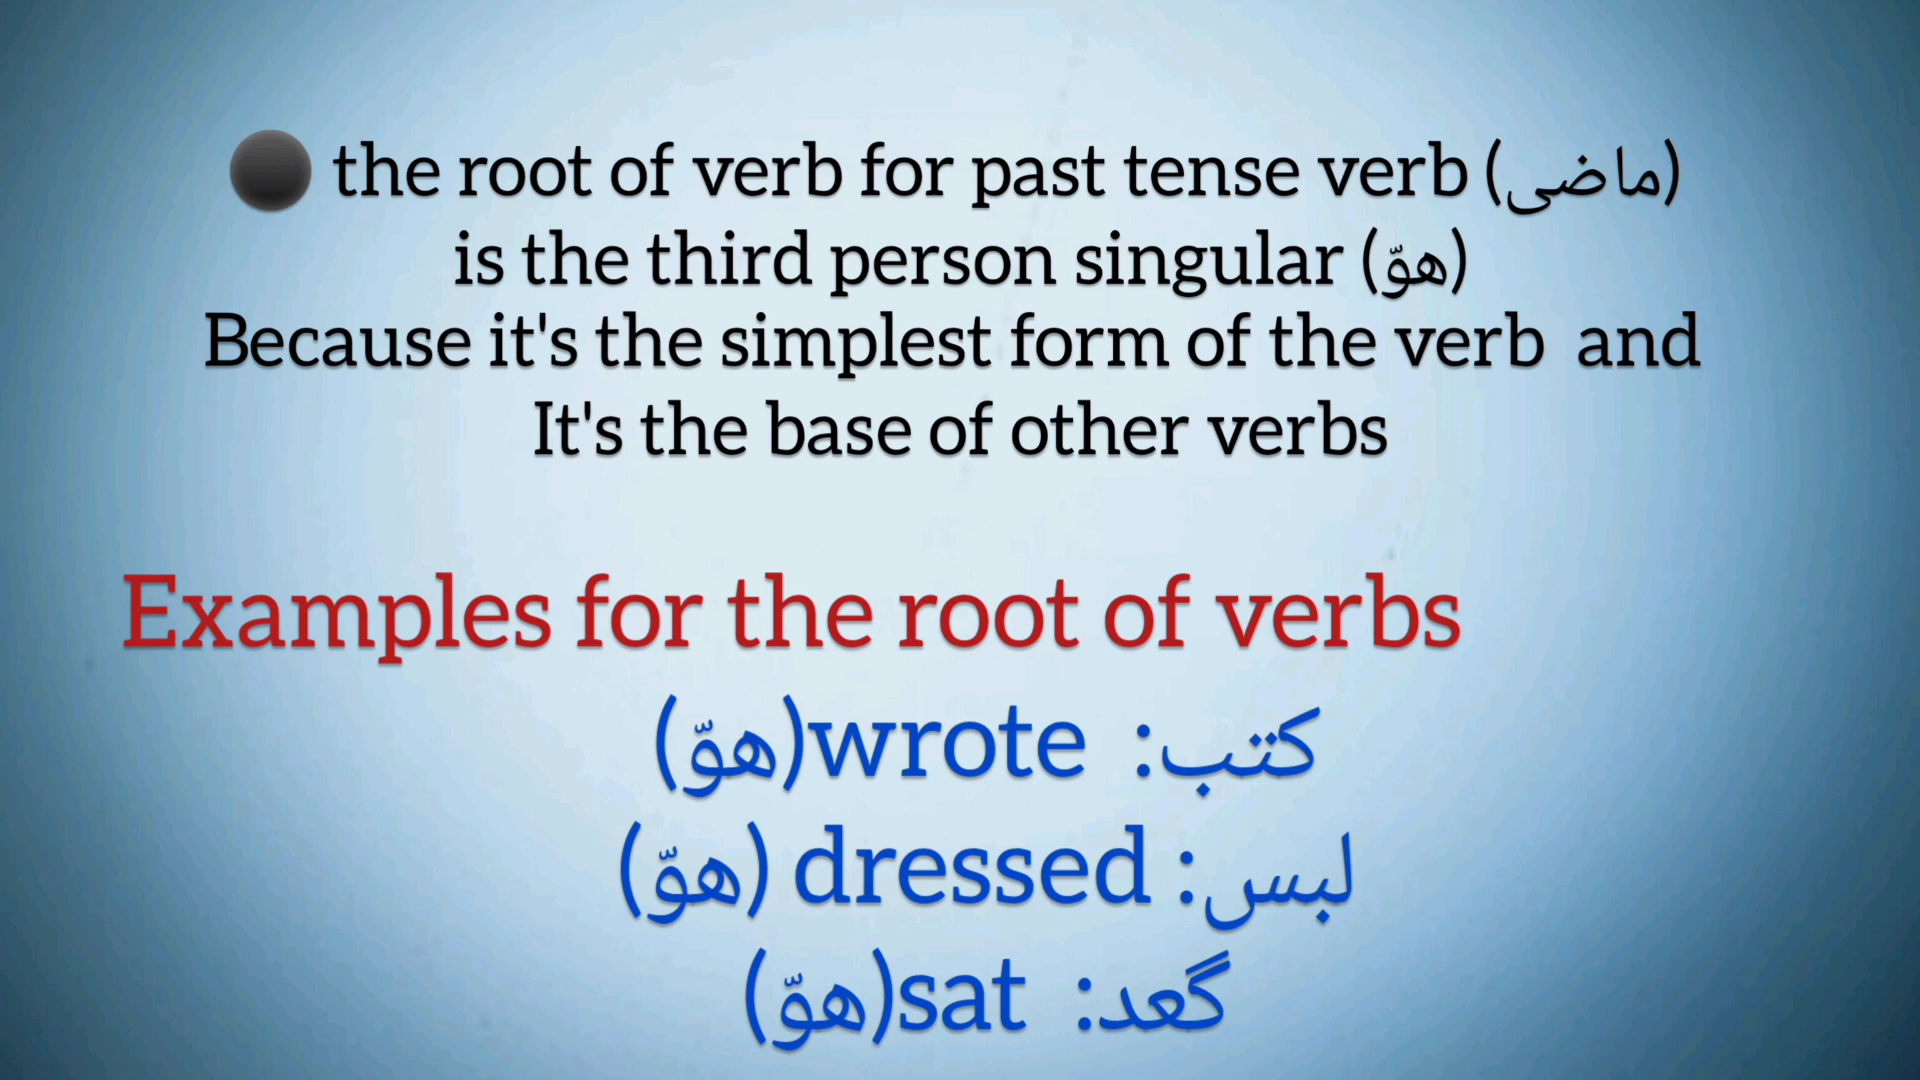 ● the root of verb for past tense verb (ماضی)
is the third person singular (هوّ)
Because it's the simplest form of the verb and
It's the base of other verbs
Examples for the root of verbs
کتب: wrote(هوّ)
لبس: dressed (هوّ)
گعد: sat(هوّ)